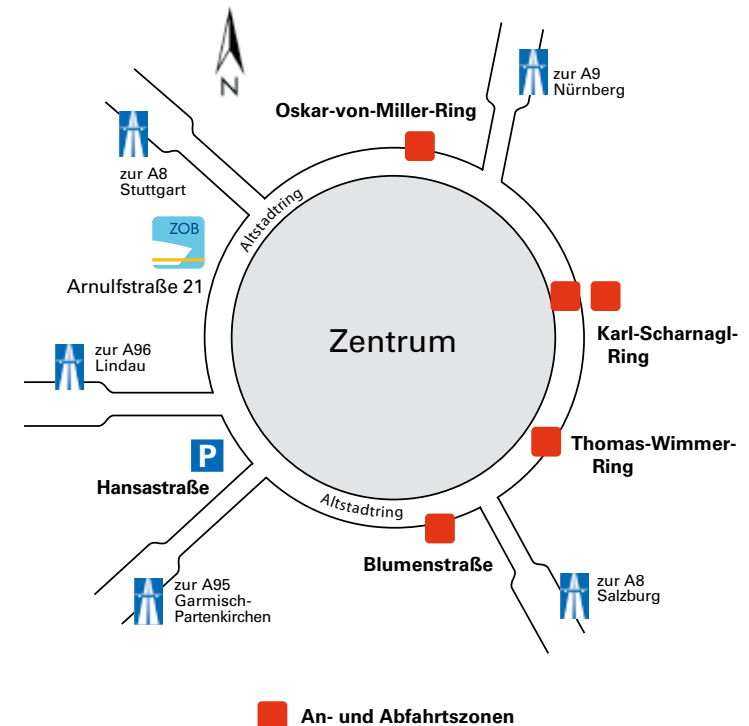 N
zur A9
Nürnberg
Oskar-von-Miller-Ring
zur A8
Stuttgart
Altstadtring
ZOB
Arnulfstraße 21
Zentrum
Karl-Scharnagl-
Ring
zur A96
Lindau
P
Hansastraße
Thomas-Wimmer-
Ring
Altstadtring
Blumenstraße
zur A95
Garmisch-
Partenkirchen
zur A8
Salzburg
An- und Abfahrtszonen